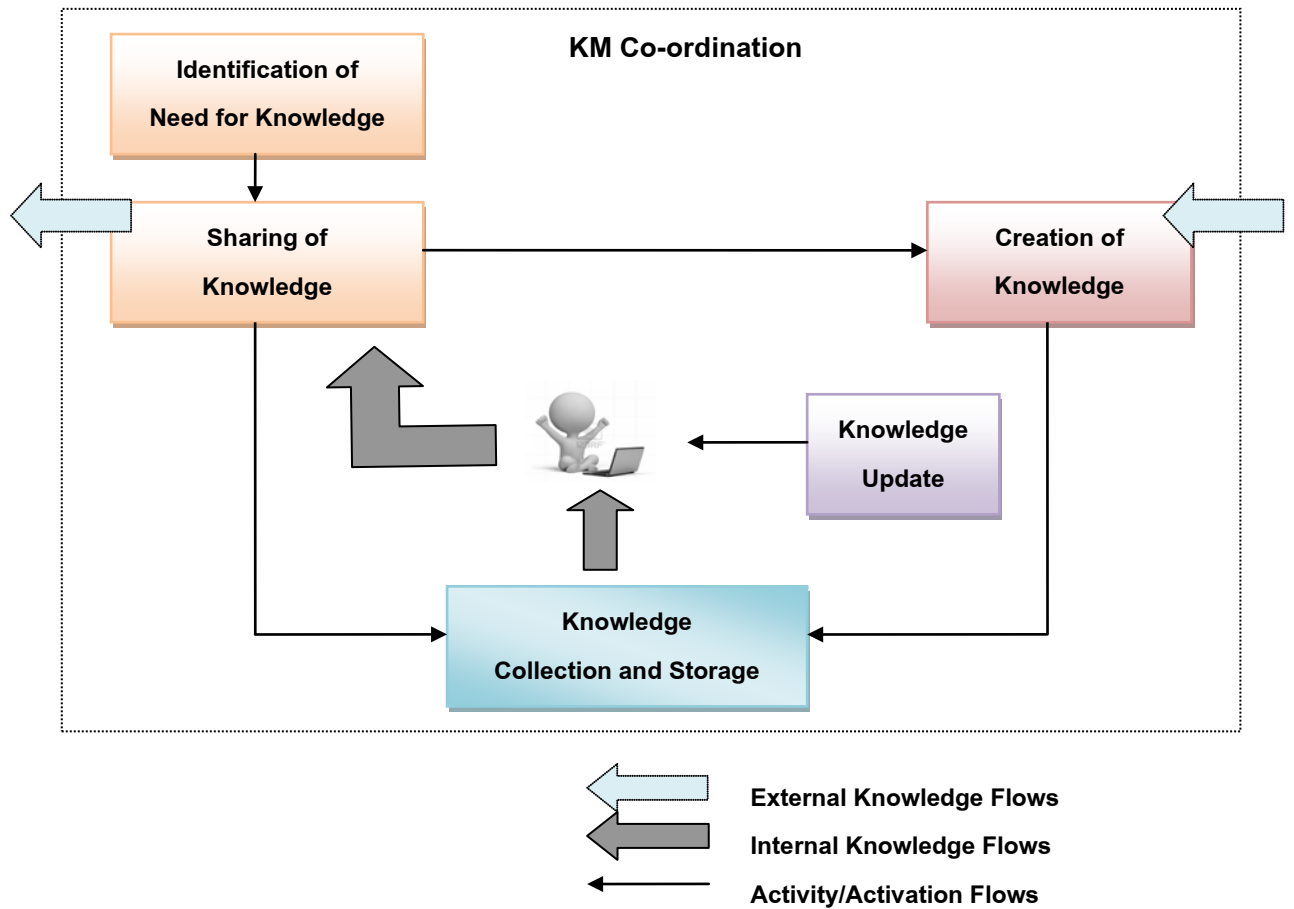 KM Co-ordination
Identification of
Need for Knowledge
Sharing of
Knowledge
Creation of
Knowledge
Knowledge
Update
Knowledge
Collection and Storage
External Knowledge Flows
Internal Knowledge Flows
Activity/Activation Flows